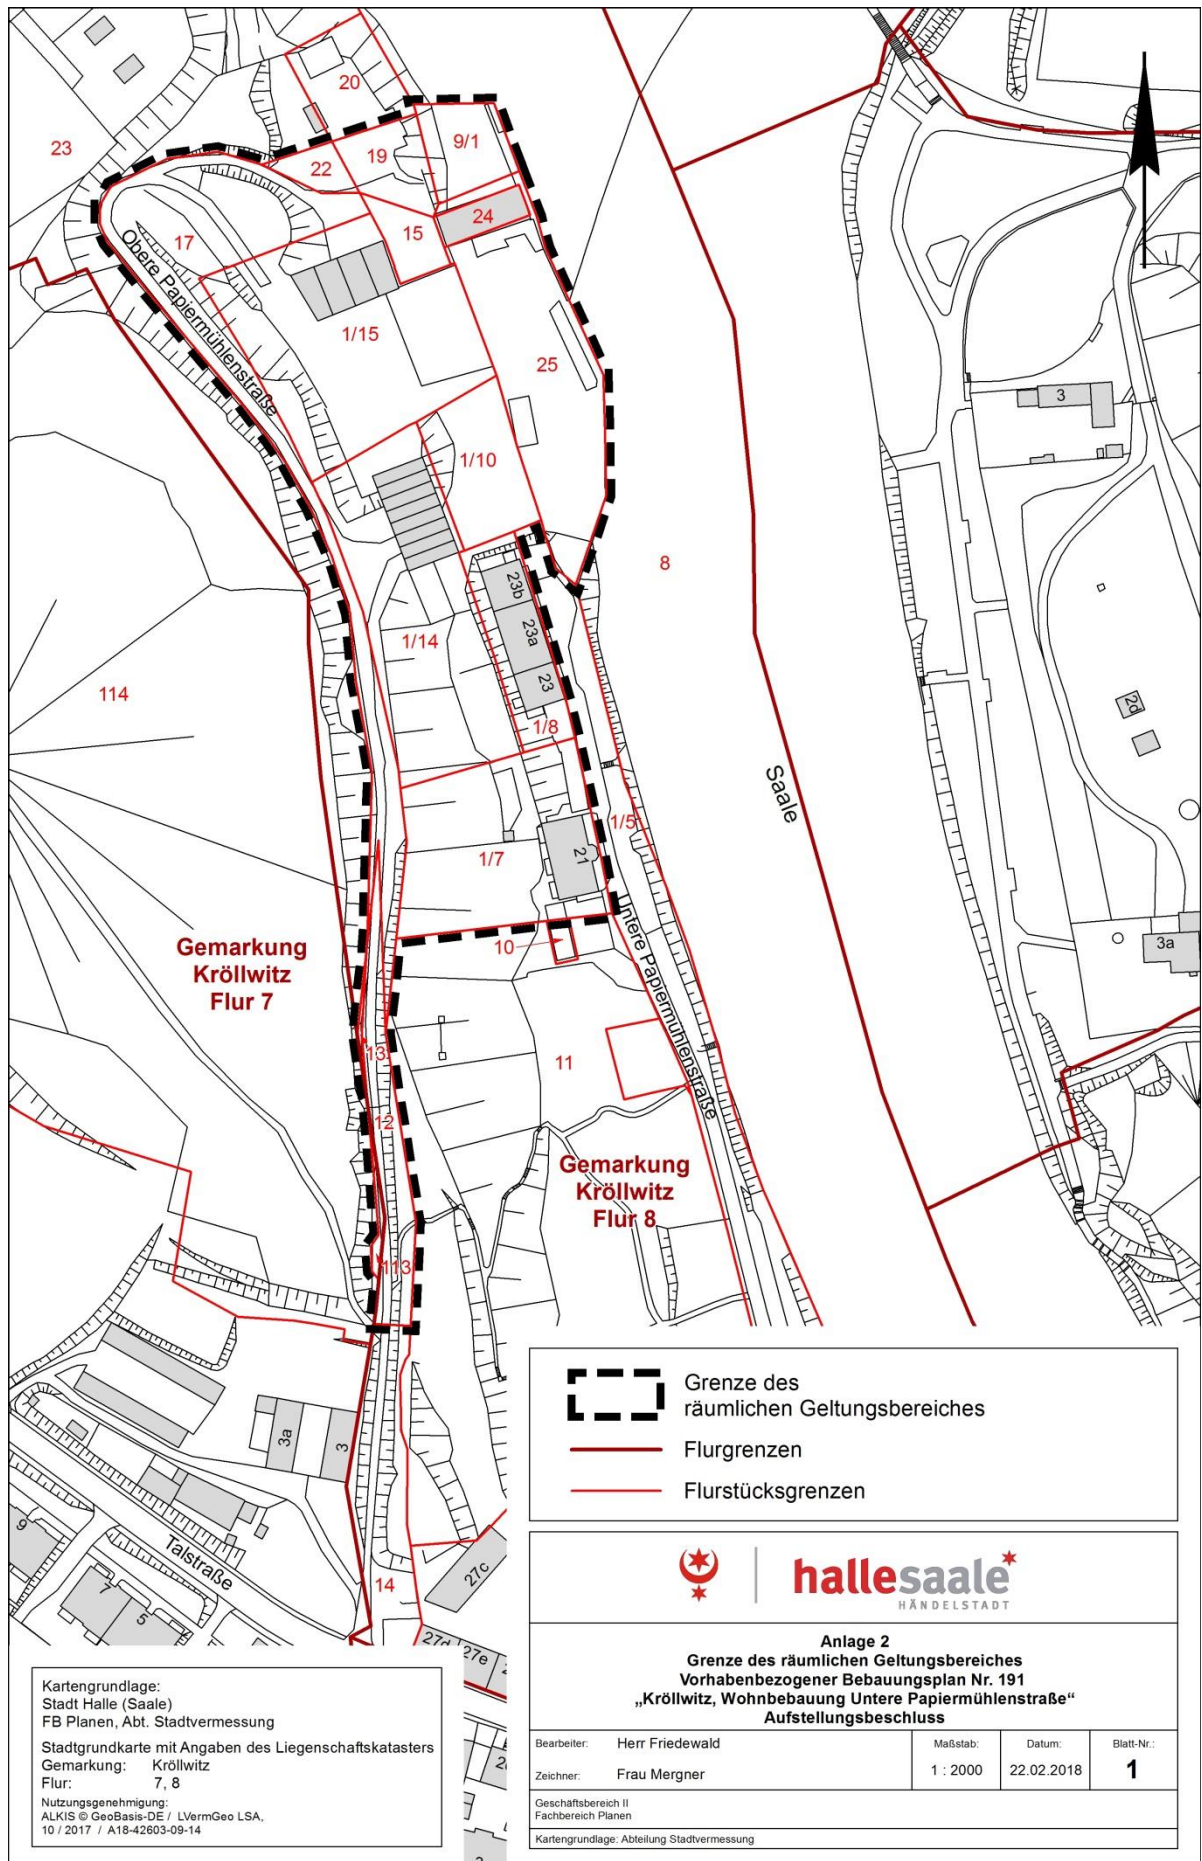 20
23
9/1
19
22
24
15
17
Obere Papiermühlenstraße
1/15
25
3
1/10
8
23b
23a
23
1/14
114
2d
1/8
Saale
1/5
21
1/7
Untere Papiermühlenstraße
3a
10
Gemarkung
Kröllwitz
Flur 7
13
11
12
Gemarkung
Kröllwitz
Flur 8
113
3a
3
9
Talstraße
7
5
14
27c
27d
27e
Grenze des
räumlichen Geltungsbereiches
Flurgrenzen
Flurstücksgrenzen
hallesaale*
HÄNDELSTADT
Anlage 2
Grenze des räumlichen Geltungsbereiches
Vorhabenbezogener Bebauungsplan Nr. 191
„Kröllwitz, Wohnbebauung Untere Papiermühlenstraße“
Aufstellungsbeschluss
Bearbeiter: Herr Friedewald
Zeichner: Frau Mergner
Maßstab:
1 : 2000
Datum:
22.02.2018
Blatt-Nr.:
1
Geschäftsbereich II
Fachbereich Planen
Kartengrundlage: Abteilung Stadtvermessung
Kartengrundlage:
Stadt Halle (Saale)
FB Planen, Abt. Stadtvermessung
Stadtgrundkarte mit Angaben des Liegenschaftskatasters
Gemarkung: Kröllwitz
Flur: 7, 8
Nutzungsgenehmigung:
ALKIS © GeoBasis-DE / LVermGeo LSA,
10 / 2017 / A18-42603-09-14